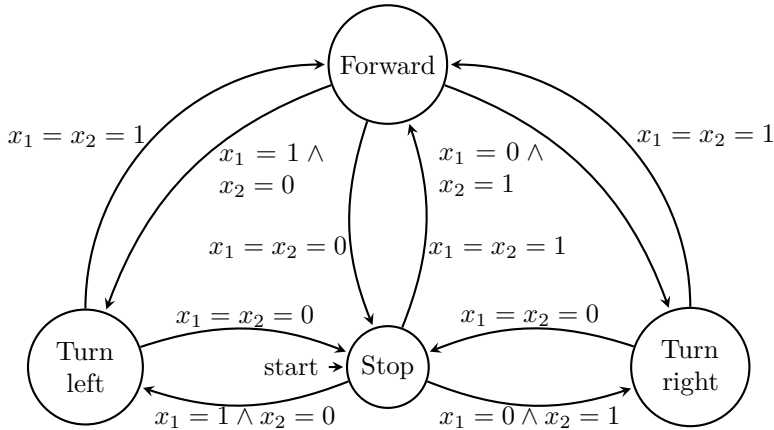 Forward
x₁ = x₂ = 1
x₁ = x₂ = 1
x₁ = 1 ∧
x₂ = 0
x₁ = 0 ∧
x₂ = 1
x₁ = x₂ = 0
x₁ = x₂ = 1
x₁ = x₂ = 0
x₁ = x₂ = 0
Turn
left
start
Stop
Turn
right
x₁ = 1 ∧ x₂ = 0
x₁ = 0 ∧ x₂ = 1